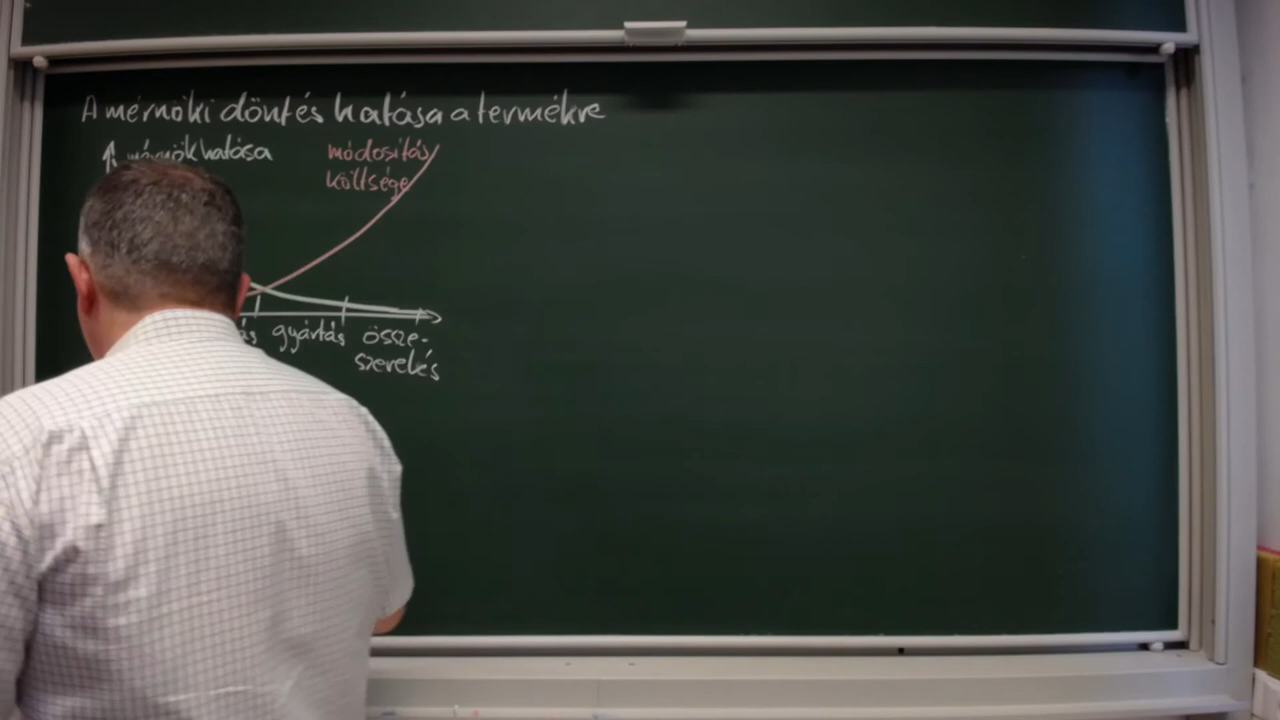 A mérnöki döntés hatása a termékre
mérnök hatása
módosítás
költsége
gyártás össze-
szerelés